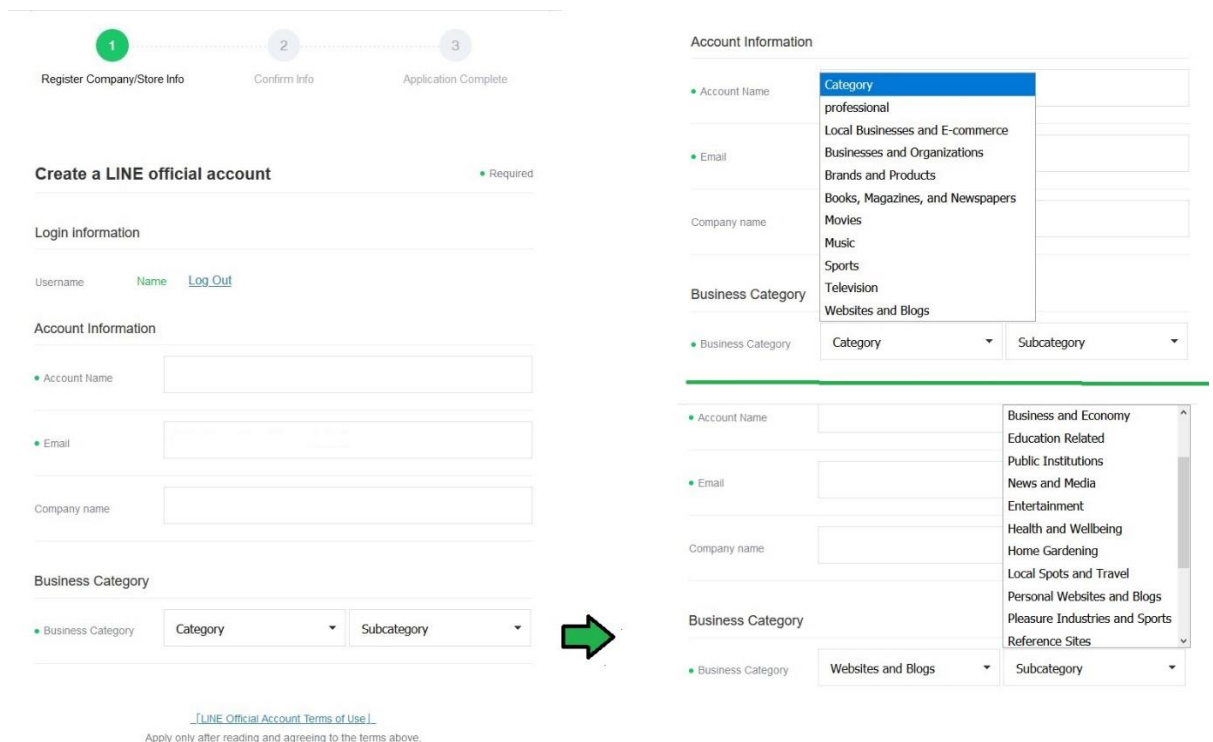 1 2 3
Register Company/Store Info Confirm Info Application Complete
Create a LINE official account Required
Login information
Username Name Log Out
Account Information
Account Name
Email
Company name
Business Category
Business Category Category Subcategory
「LINE Official Account Terms of Use」
Apply only after reading and agreeing to the terms above.
Account Information
Account Name
Email
Company name
Category
professional
Local Businesses and E-commerce
Businesses and Organizations
Brands and Products
Books, Magazines, and Newspapers
Movies
Music
Sports
Television
Websites and Blogs
Business Category
Business Category Category Subcategory
Account Name
Email
Company name
Business and Economy
Education Related
Public Institutions
News and Media
Entertainment
Health and Wellbeing
Home Gardening
Local Spots and Travel
Personal Websites and Blogs
Pleasure Industries and Sports
Reference Sites
Business Category
Business Category Websites and Blogs Subcategory